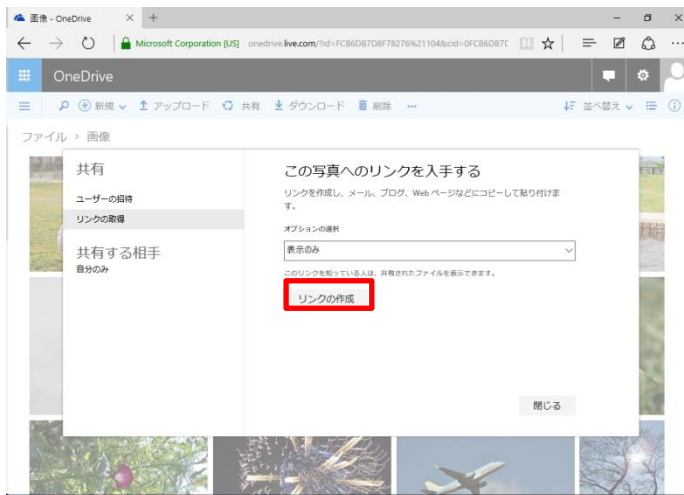 画像 - OneDrive
Microsoft Corporation [US] onedrive.live.com/?id=FCB6D87D8F78276%21104&cid=0FCB6D87D
OneDrive
新規 アップロード 共有 ダウンロード 削除 … 並べ替え
ファイル > 画像
共有
ユーザーの招待
リンクの取得
共有する相手
自分のみ
この写真へのリンクを入手する
リンクを作成し、メール、ブログ、Web ページなどにコピーして貼り付けま
す。
オプションの選択
表示のみ
このリンクを知っている人は、共有されたファイルを表示できます。
リンクの作成
閉じる